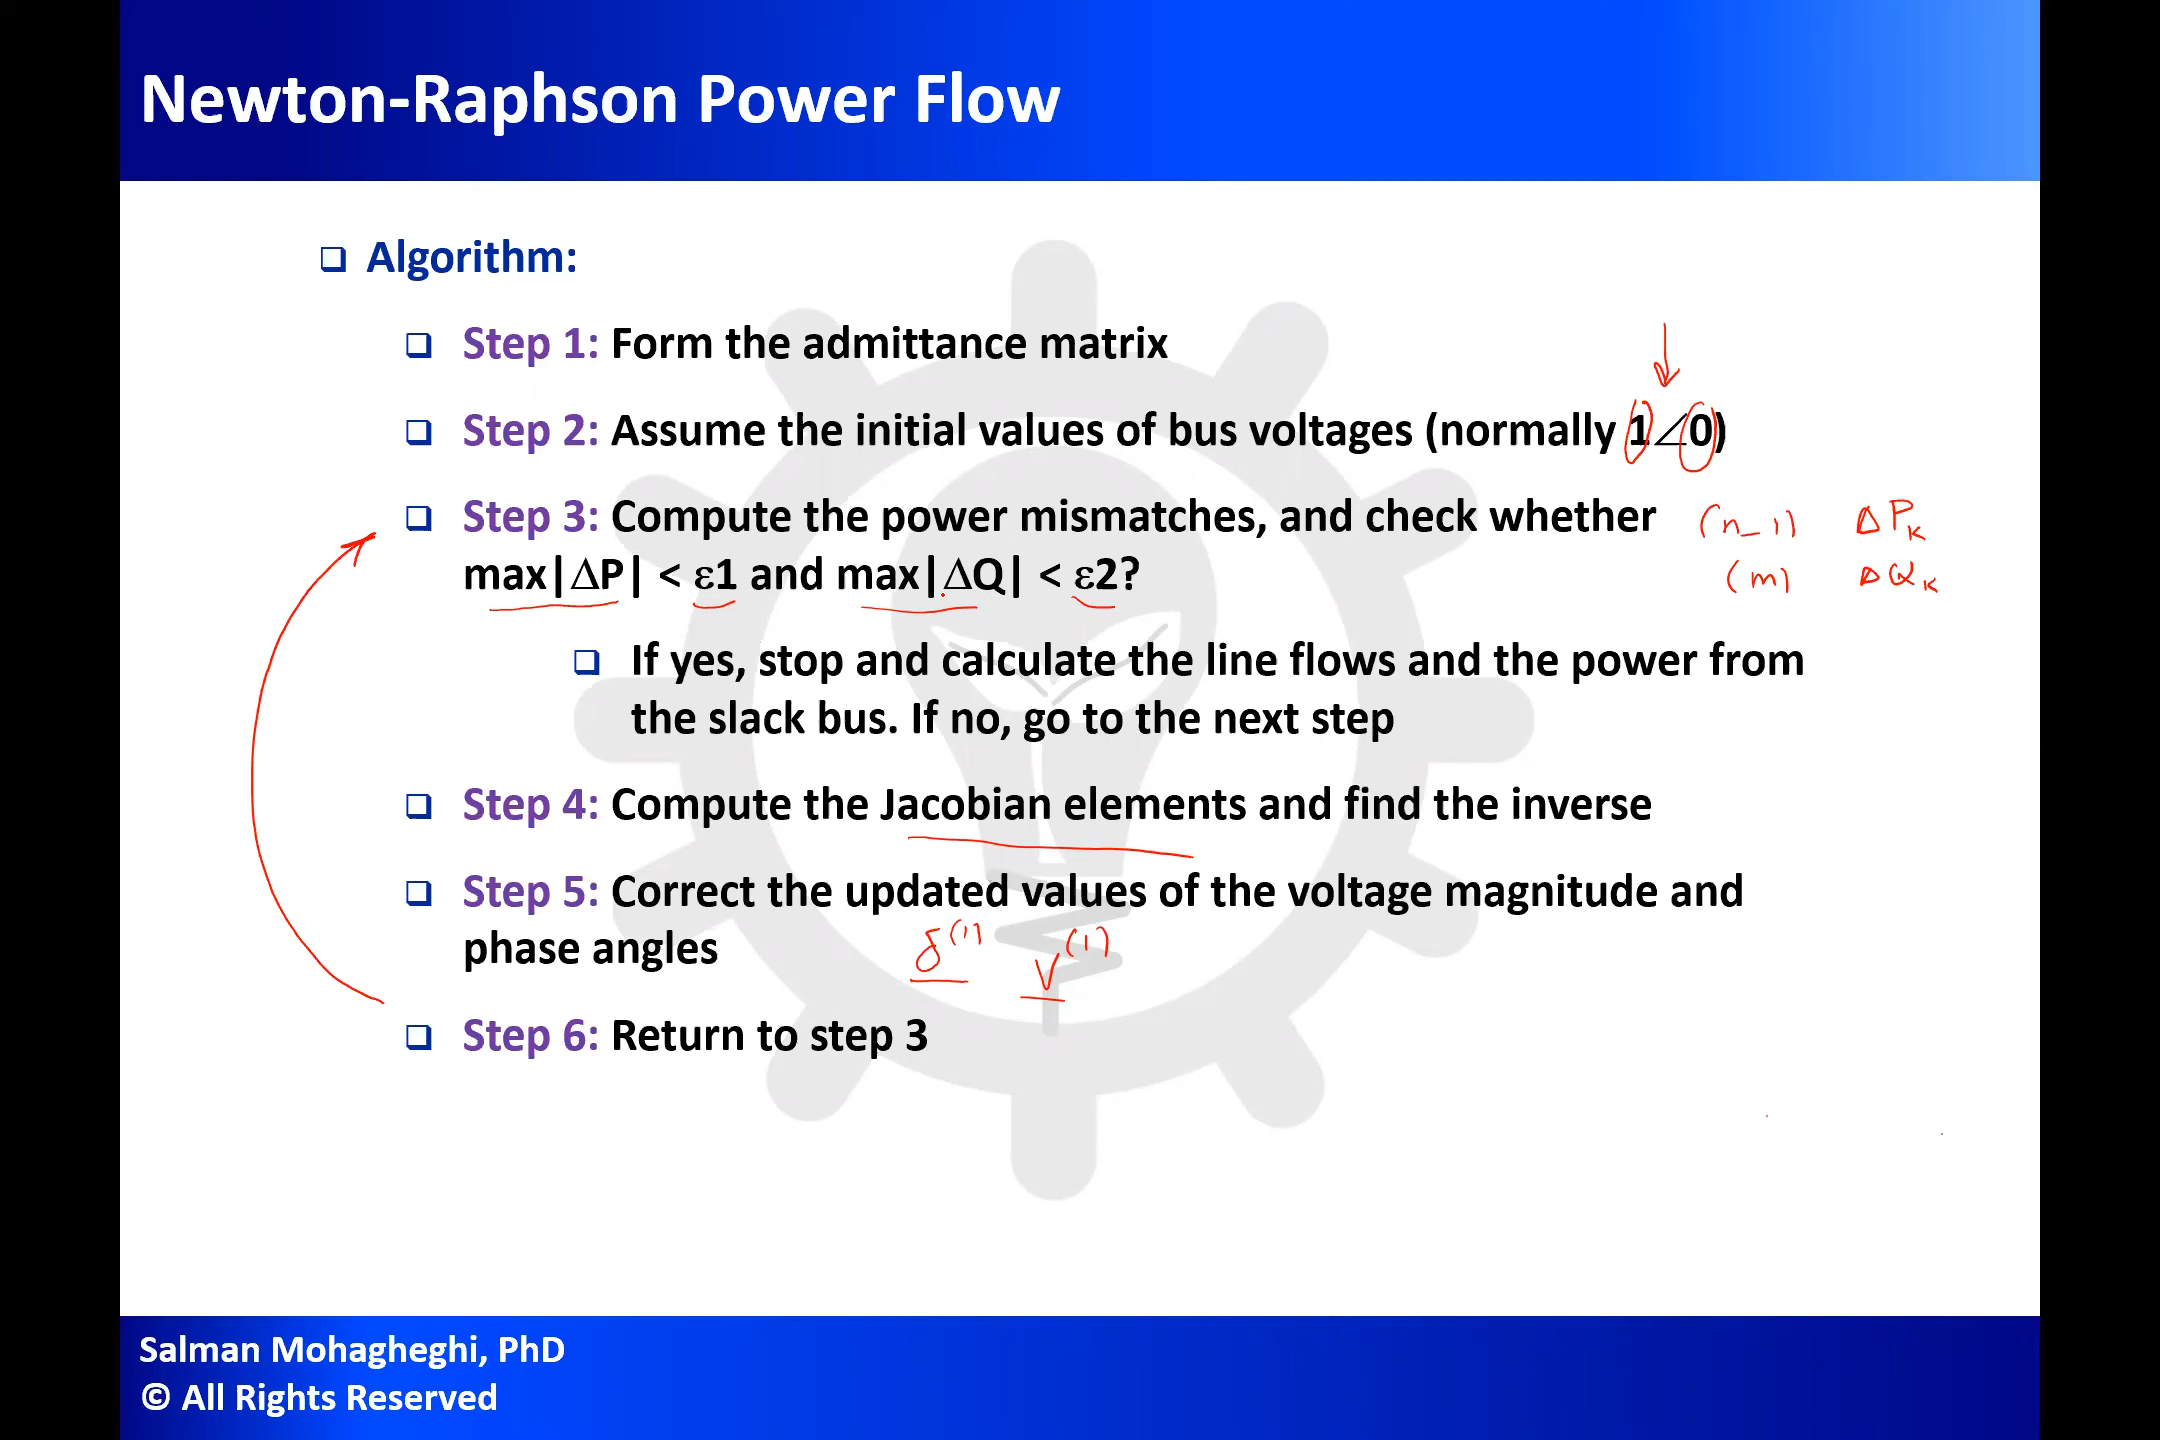 Newton-Raphson Power Flow
❑ Algorithm:
❑ Step 1: Form the admittance matrix
❑ Step 2: Assume the initial values of bus voltages (normally 1∠0)
❑ Step 3: Compute the power mismatches, and check whether
(n-1) ΔPₖ
max|ΔP| < ε1 and max|ΔQ| < ε2?
(m) ΔQₖ
❑ If yes, stop and calculate the line flows and the power from
the slack bus. If no, go to the next step
❑ Step 4: Compute the Jacobian elements and find the inverse
❑ Step 5: Correct the updated values of the voltage magnitude and
phase angles
δ⁽¹⁾ V⁽¹⁾
❑ Step 6: Return to step 3
Salman Mohagheghi, PhD
© All Rights Reserved